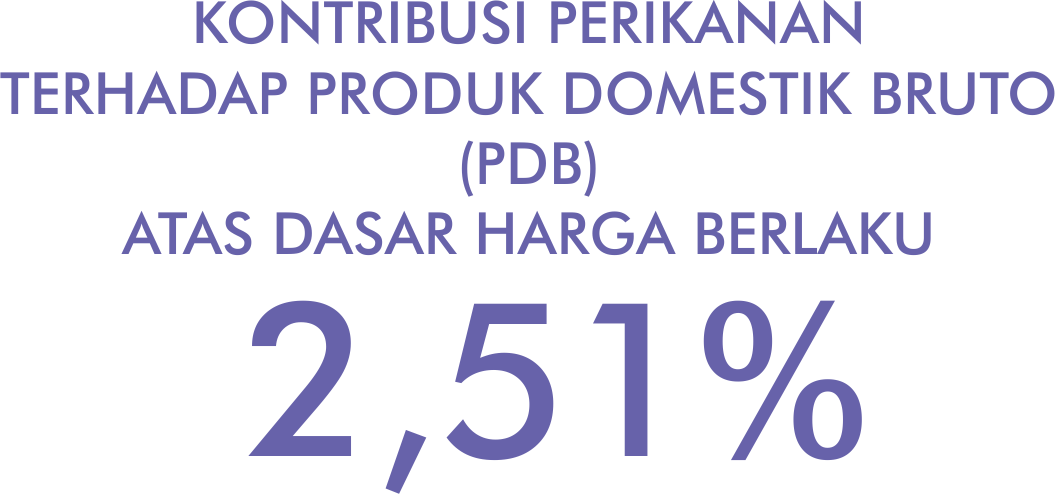 KONTRIBUSI PERIKANAN
TERHADAP PRODUK DOMESTIK BRUTO
(PDB)
ATAS DASAR HARGA BERLAKU
2,51%